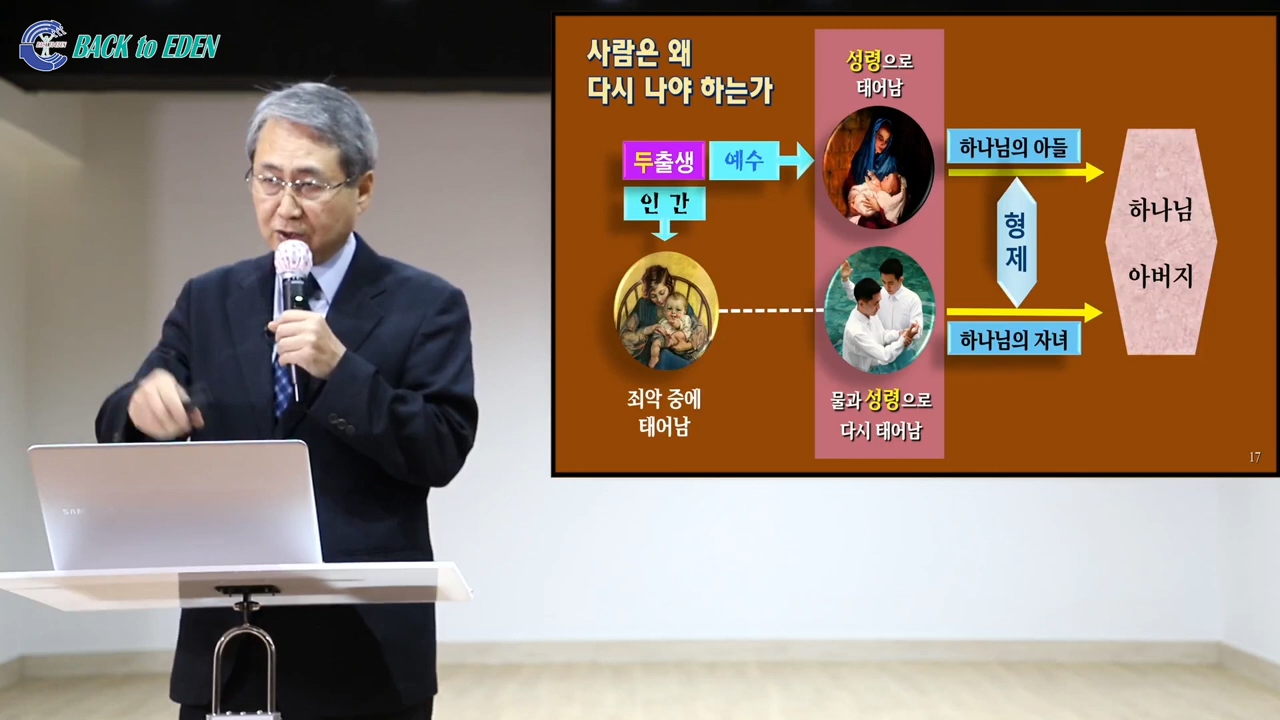 BACK to EDEN
사람은 왜
다시 나야 하는가
성령으로
태어남
두출생
예수
인 간
하나님의 아들
형
제
하나님
아버지
하나님의 자녀
죄악 중에
태어남
물과 성령으로
다시 태어남
17